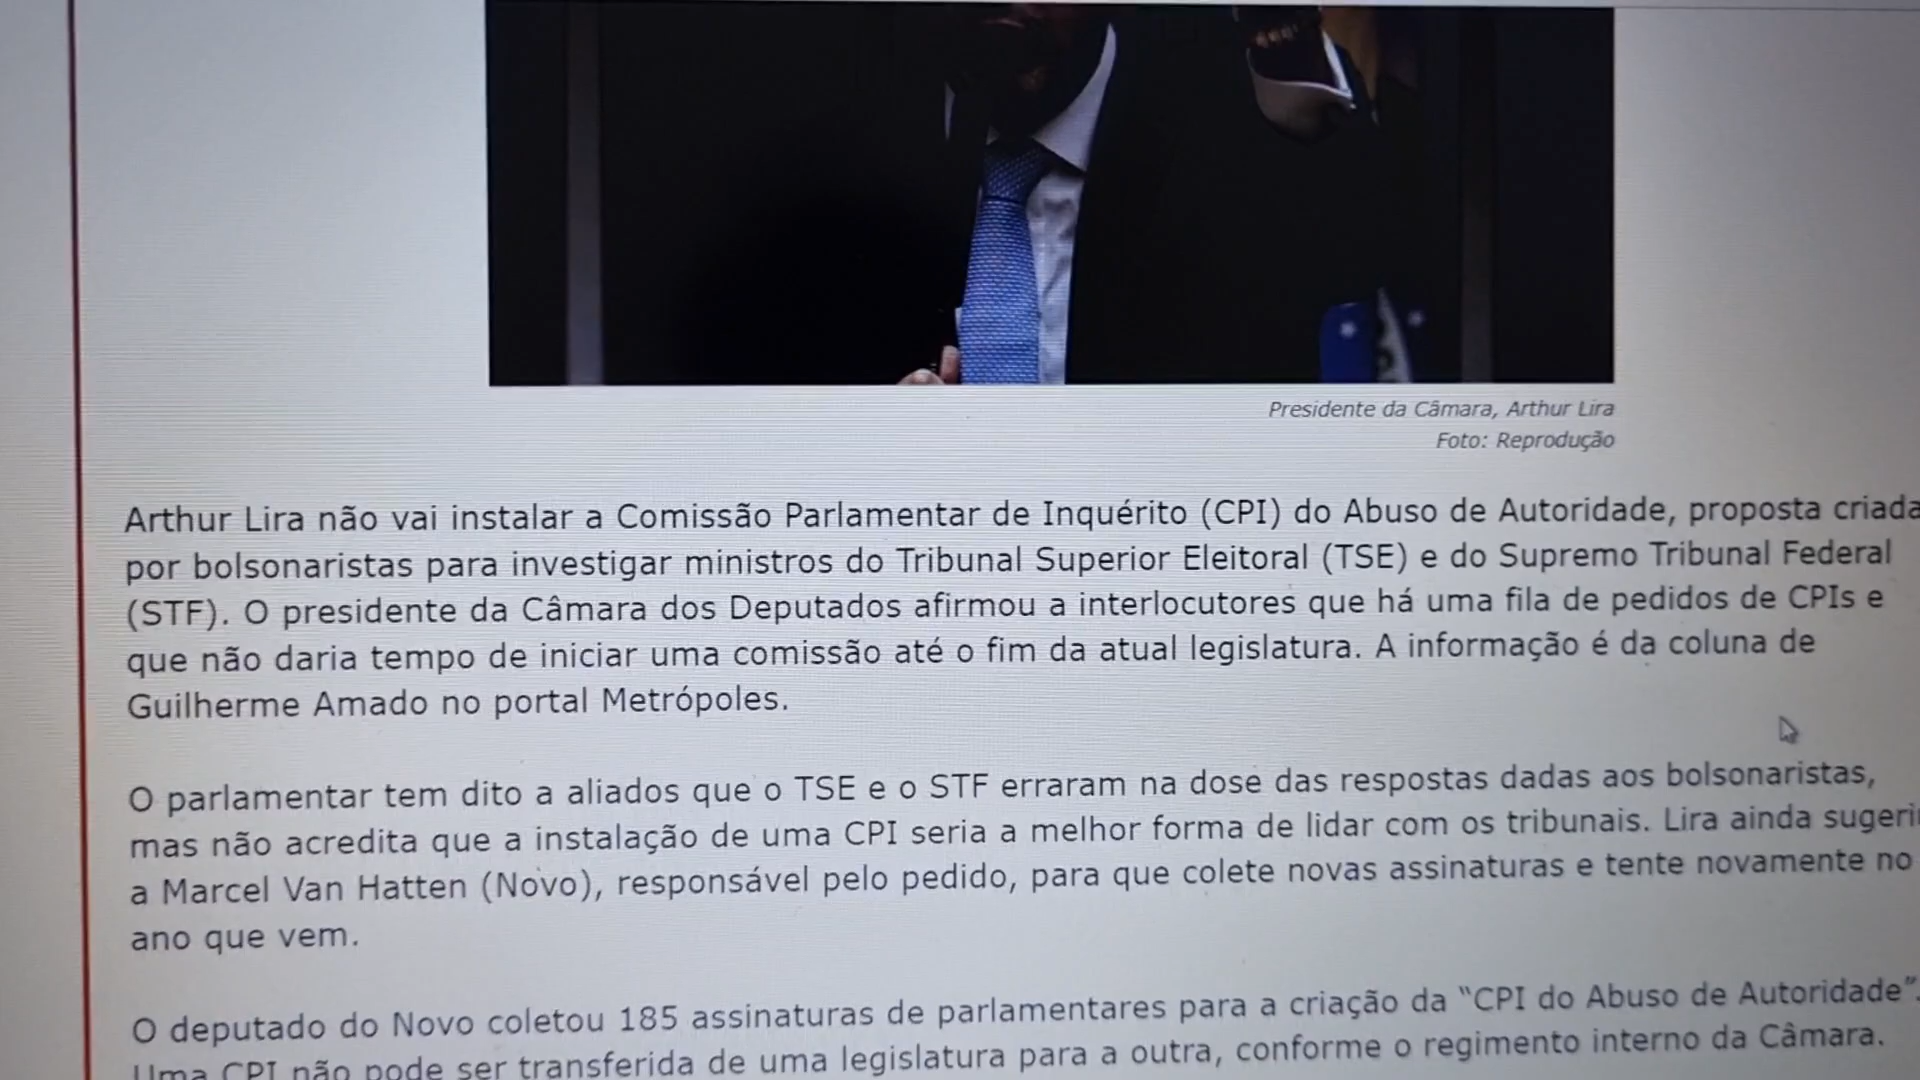 Presidente da Câmara, Arthur Lira
Foto: Reprodução
Arthur Lira não vai instalar a Comissão Parlamentar de Inquérito (CPI) do Abuso de Autoridade, proposta criada
por bolsonaristas para investigar ministros do Tribunal Superior Eleitoral (TSE) e do Supremo Tribunal Federal
(STF). O presidente da Câmara dos Deputados afirmou a interlocutores que há uma fila de pedidos de CPIs e
que não daria tempo de iniciar uma comissão até o fim da atual legislatura. A informação é da coluna de
Guilherme Amado no portal Metrópoles.
O parlamentar tem dito a aliados que o TSE e o STF erraram na dose das respostas dadas aos bolsonaristas,
mas não acredita que a instalação de uma CPI seria a melhor forma de lidar com os tribunais. Lira ainda
a Marcel Van Hatten (Novo), responsável pelo pedido, para que colete novas assinaturas e tente novamente no
ano que vem.
O deputado do Novo coletou 185 assinaturas de parlamentares para a criação da “CPI do Abuso de Autoridade”.
Uma CPI não pode ser transferida de uma legislatura para a outra, conforme o regimento interno da Câmara.